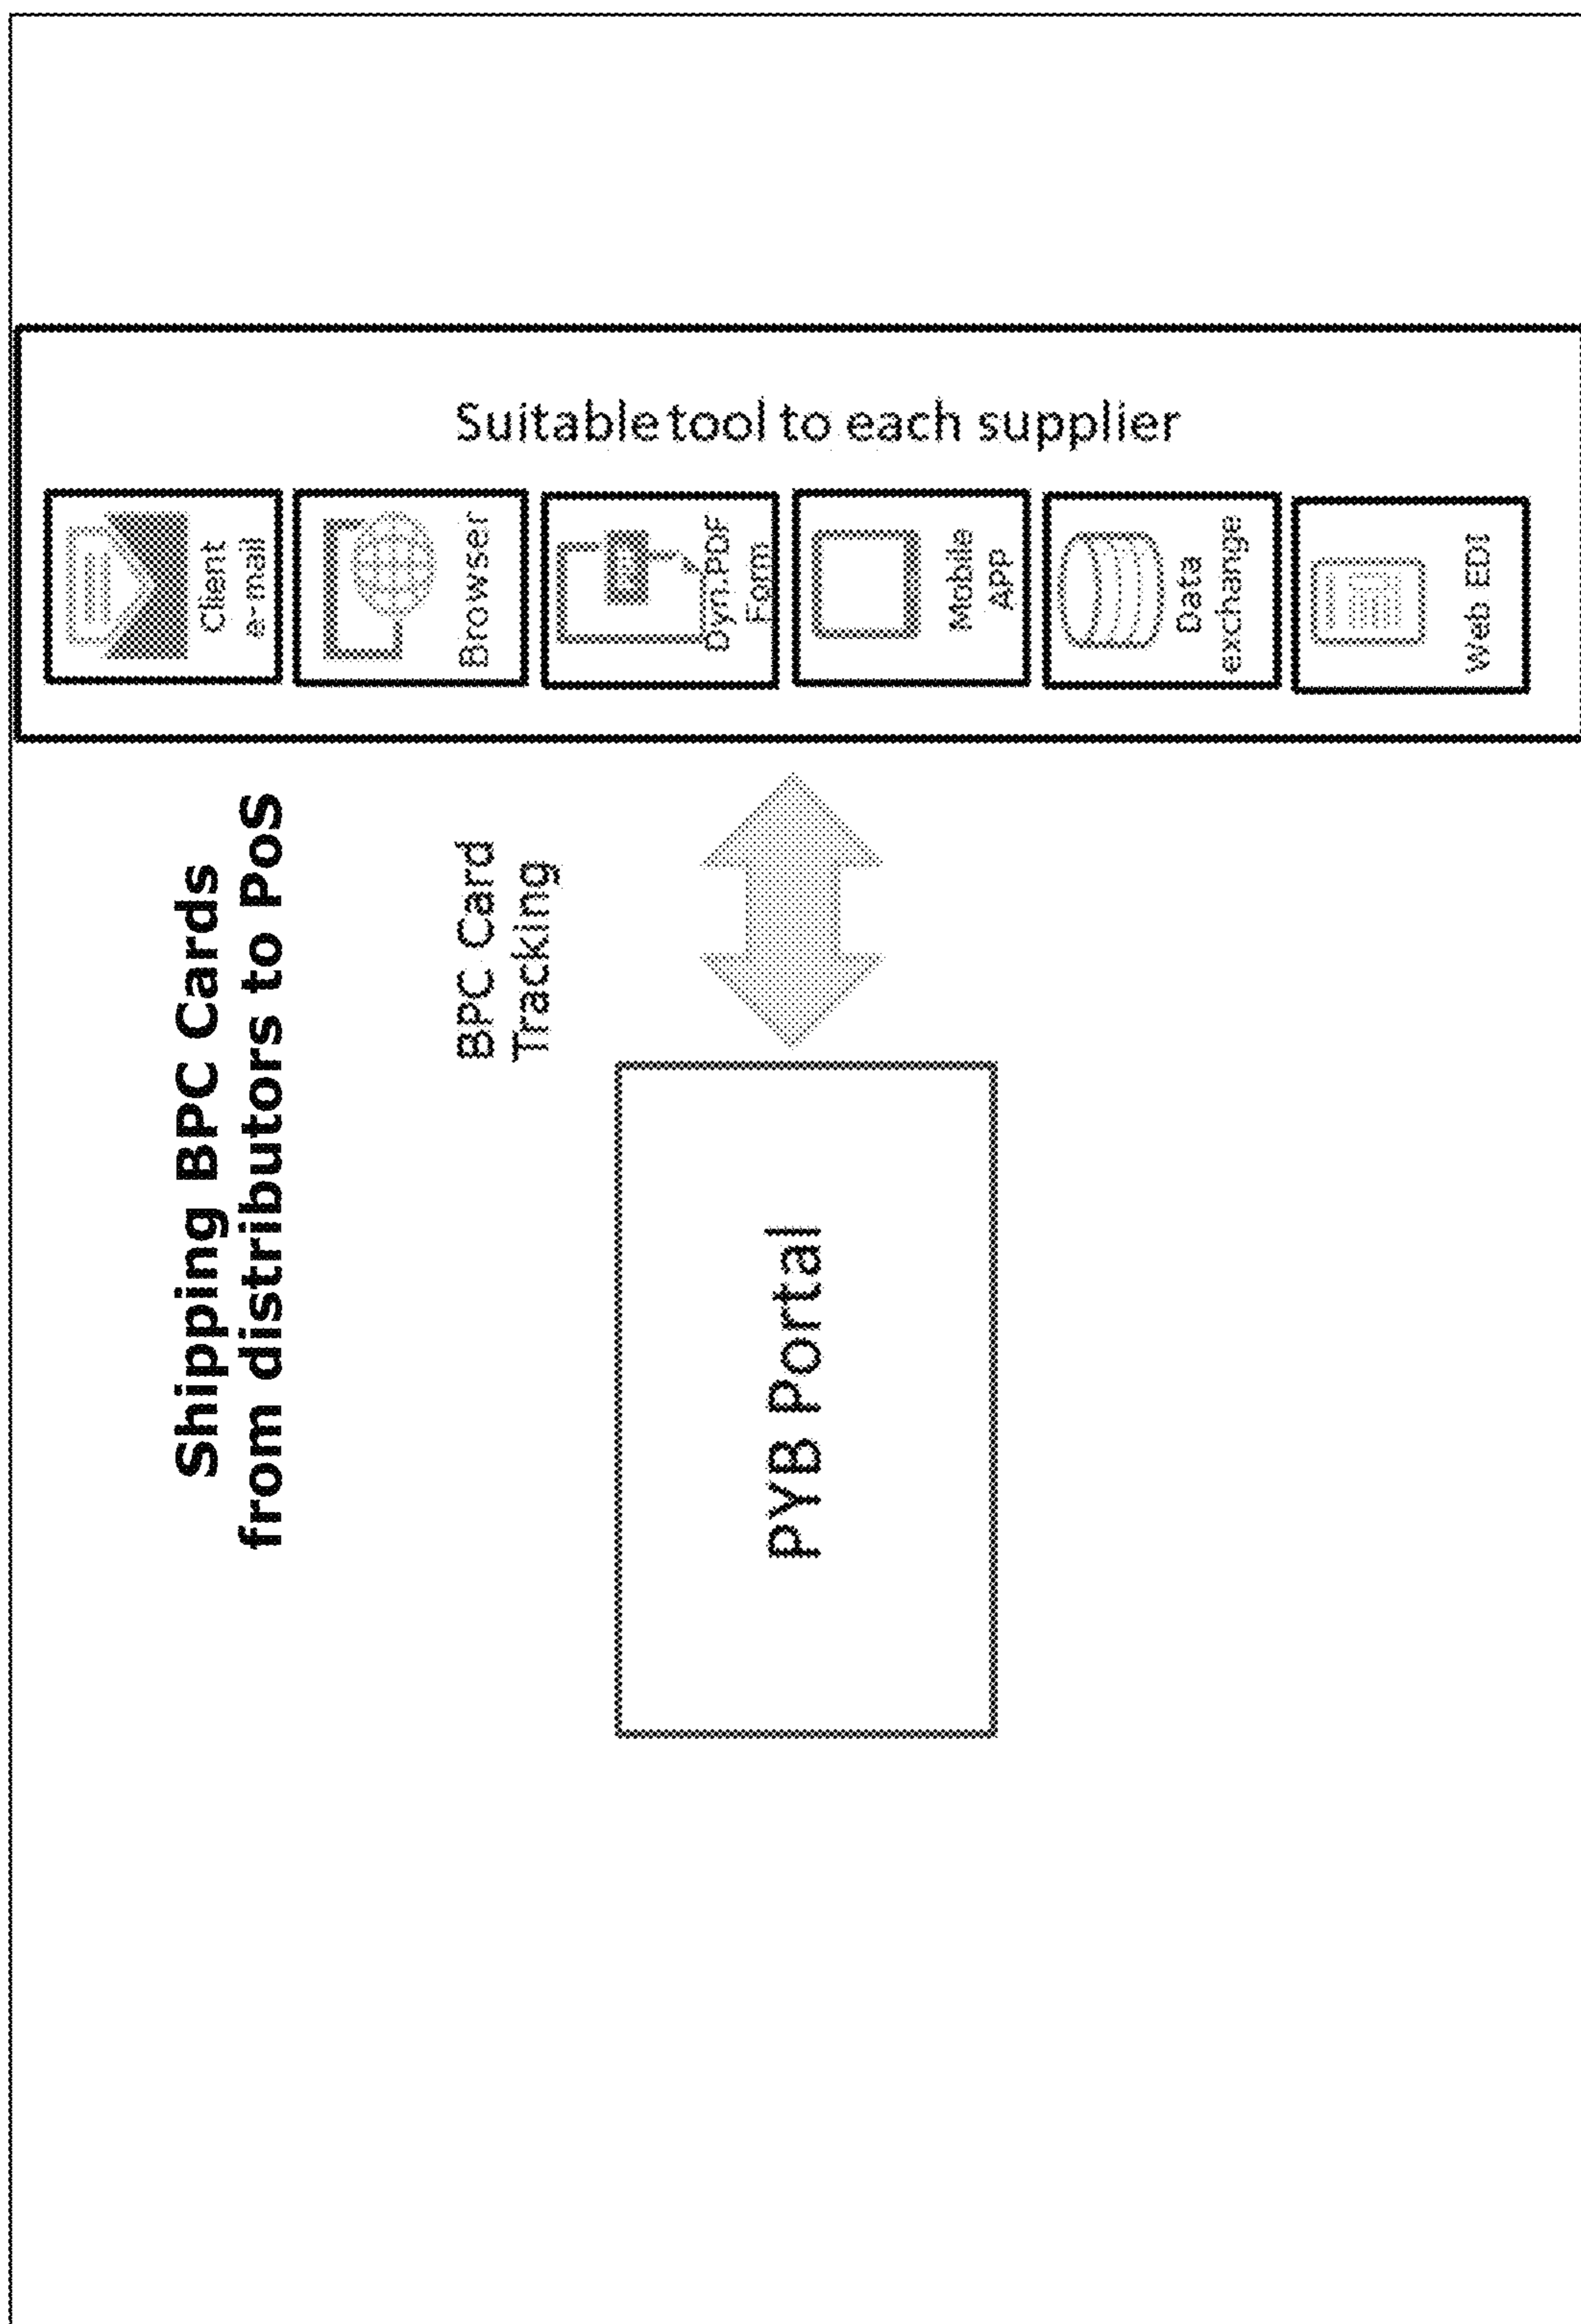 Shipping BPC Cards
from distributors to PoS
BPC Card
Tracking
PYB Portal
Suitable tool to each supplier
Client
e-mail
Browser
Dyn.PDF
Form
Mobile
APP
Data
exchange
Web EDI